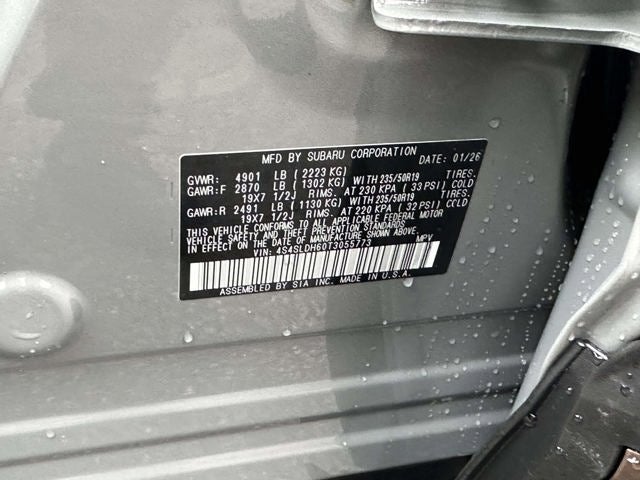 MFD BY SUBARU CORPORATION
GVWR: 4901 LB ( 2223 KG) DATE: 01/26
GAWR:F 2870 LB ( 1302 KG) WITH 235/50R19 TIRES.
19X7 1/2J RIMS. AT 230 KPA ( 33 PSI) COLD
GAWR:R 2491 LB ( 1130 KG) WITH 235/50R19 TIRES.
19X7 1/2J RIMS. AT 220 KPA ( 32 PSI) COLD
THIS VEHICLE CONFORMS TO ALL APPLICABLE FEDERAL MOTOR
VEHICLE SAFETY AND THEFT PREVENTION STANDARDS
IN EFFECT ON THE DATE OF MANUFACTURE SHOWN ABOVE.
VIN: 4S4SLDH60T3055773 MPV
ASSEMBLED BY SIA INC. MADE IN U.S.A.